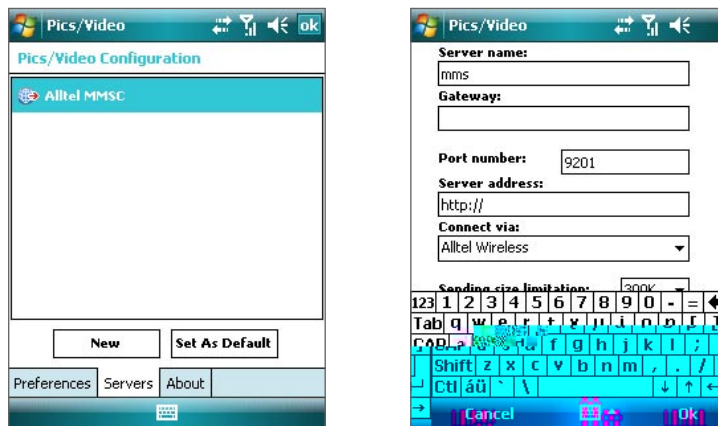 Pics/Video
ok
Pics/Video Configuration
Alltel MMSC
New
Set As Default
Preferences
Servers
About
Pics/Video
Server name:
mms
Gateway:
Port number:
9201
Server address:
http://
Connect via:
Alltel Wireless
Sending size limitation:
300K
123 1 2 3 4 5 6 7 8 9 0 - =
Tab q w e r t y u i o p [ ]
f g h j k l ;
Shift z x c v b n m , . /
Ctl áü ` \
Cancel
Ok